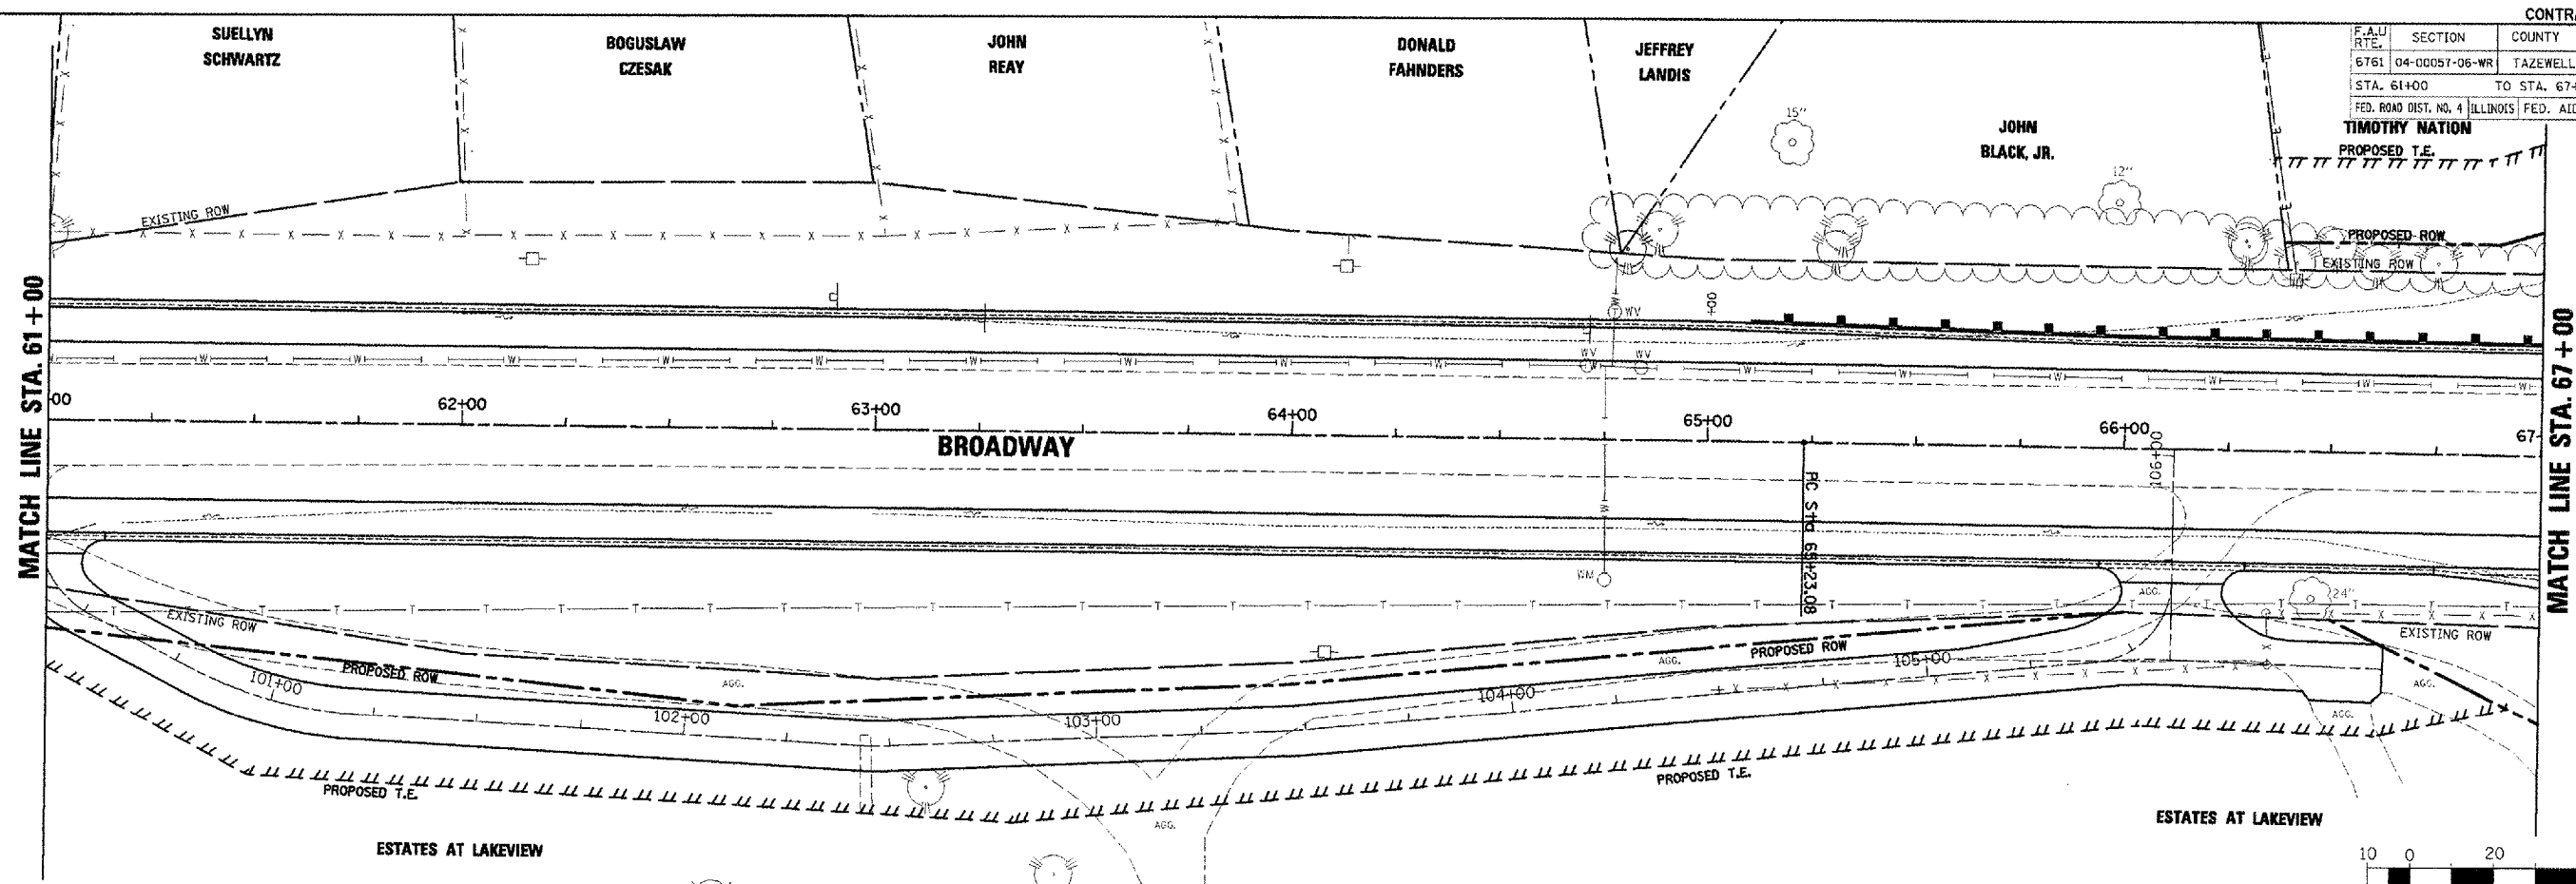 CONTR
F.A.U RTE. SECTION COUNTY
6761 04-00057-06-WR TAZEWELL
STA. 61+00 TO STA. 67+
FED. ROAD DIST. NO. 4 ILLINOIS FED. AID
SUELLYN
SCHWARTZ
BOGUSLAW
CZESAK
JOHN
REAY
DONALD
FAHNDERS
JEFFREY
LANDIS
JOHN
BLACK, JR.
TIMOTHY NATION
PROPOSED T.E.
15"
12"
EXISTING ROW
PROPOSED ROW
EXISTING ROW
MATCH LINE STA. 61+00
MATCH LINE STA. 67+00
WV
+00
WV
WV
00
62+00
63+00
64+00
65+00
66+00
67
BROADWAY
106+00
PC Sta 65+23.08
WM
AGG.
24"
EXISTING ROW
EXISTING ROW
PROPOSED ROW
AGG.
AGG.
PROPOSED ROW
AGG.
AGG.
101+00
102+00
103+00
104+00
105+00
PROPOSED T.E.
PROPOSED T.E.
AGG.
ESTATES AT LAKEVIEW
ESTATES AT LAKEVIEW
10 0 20